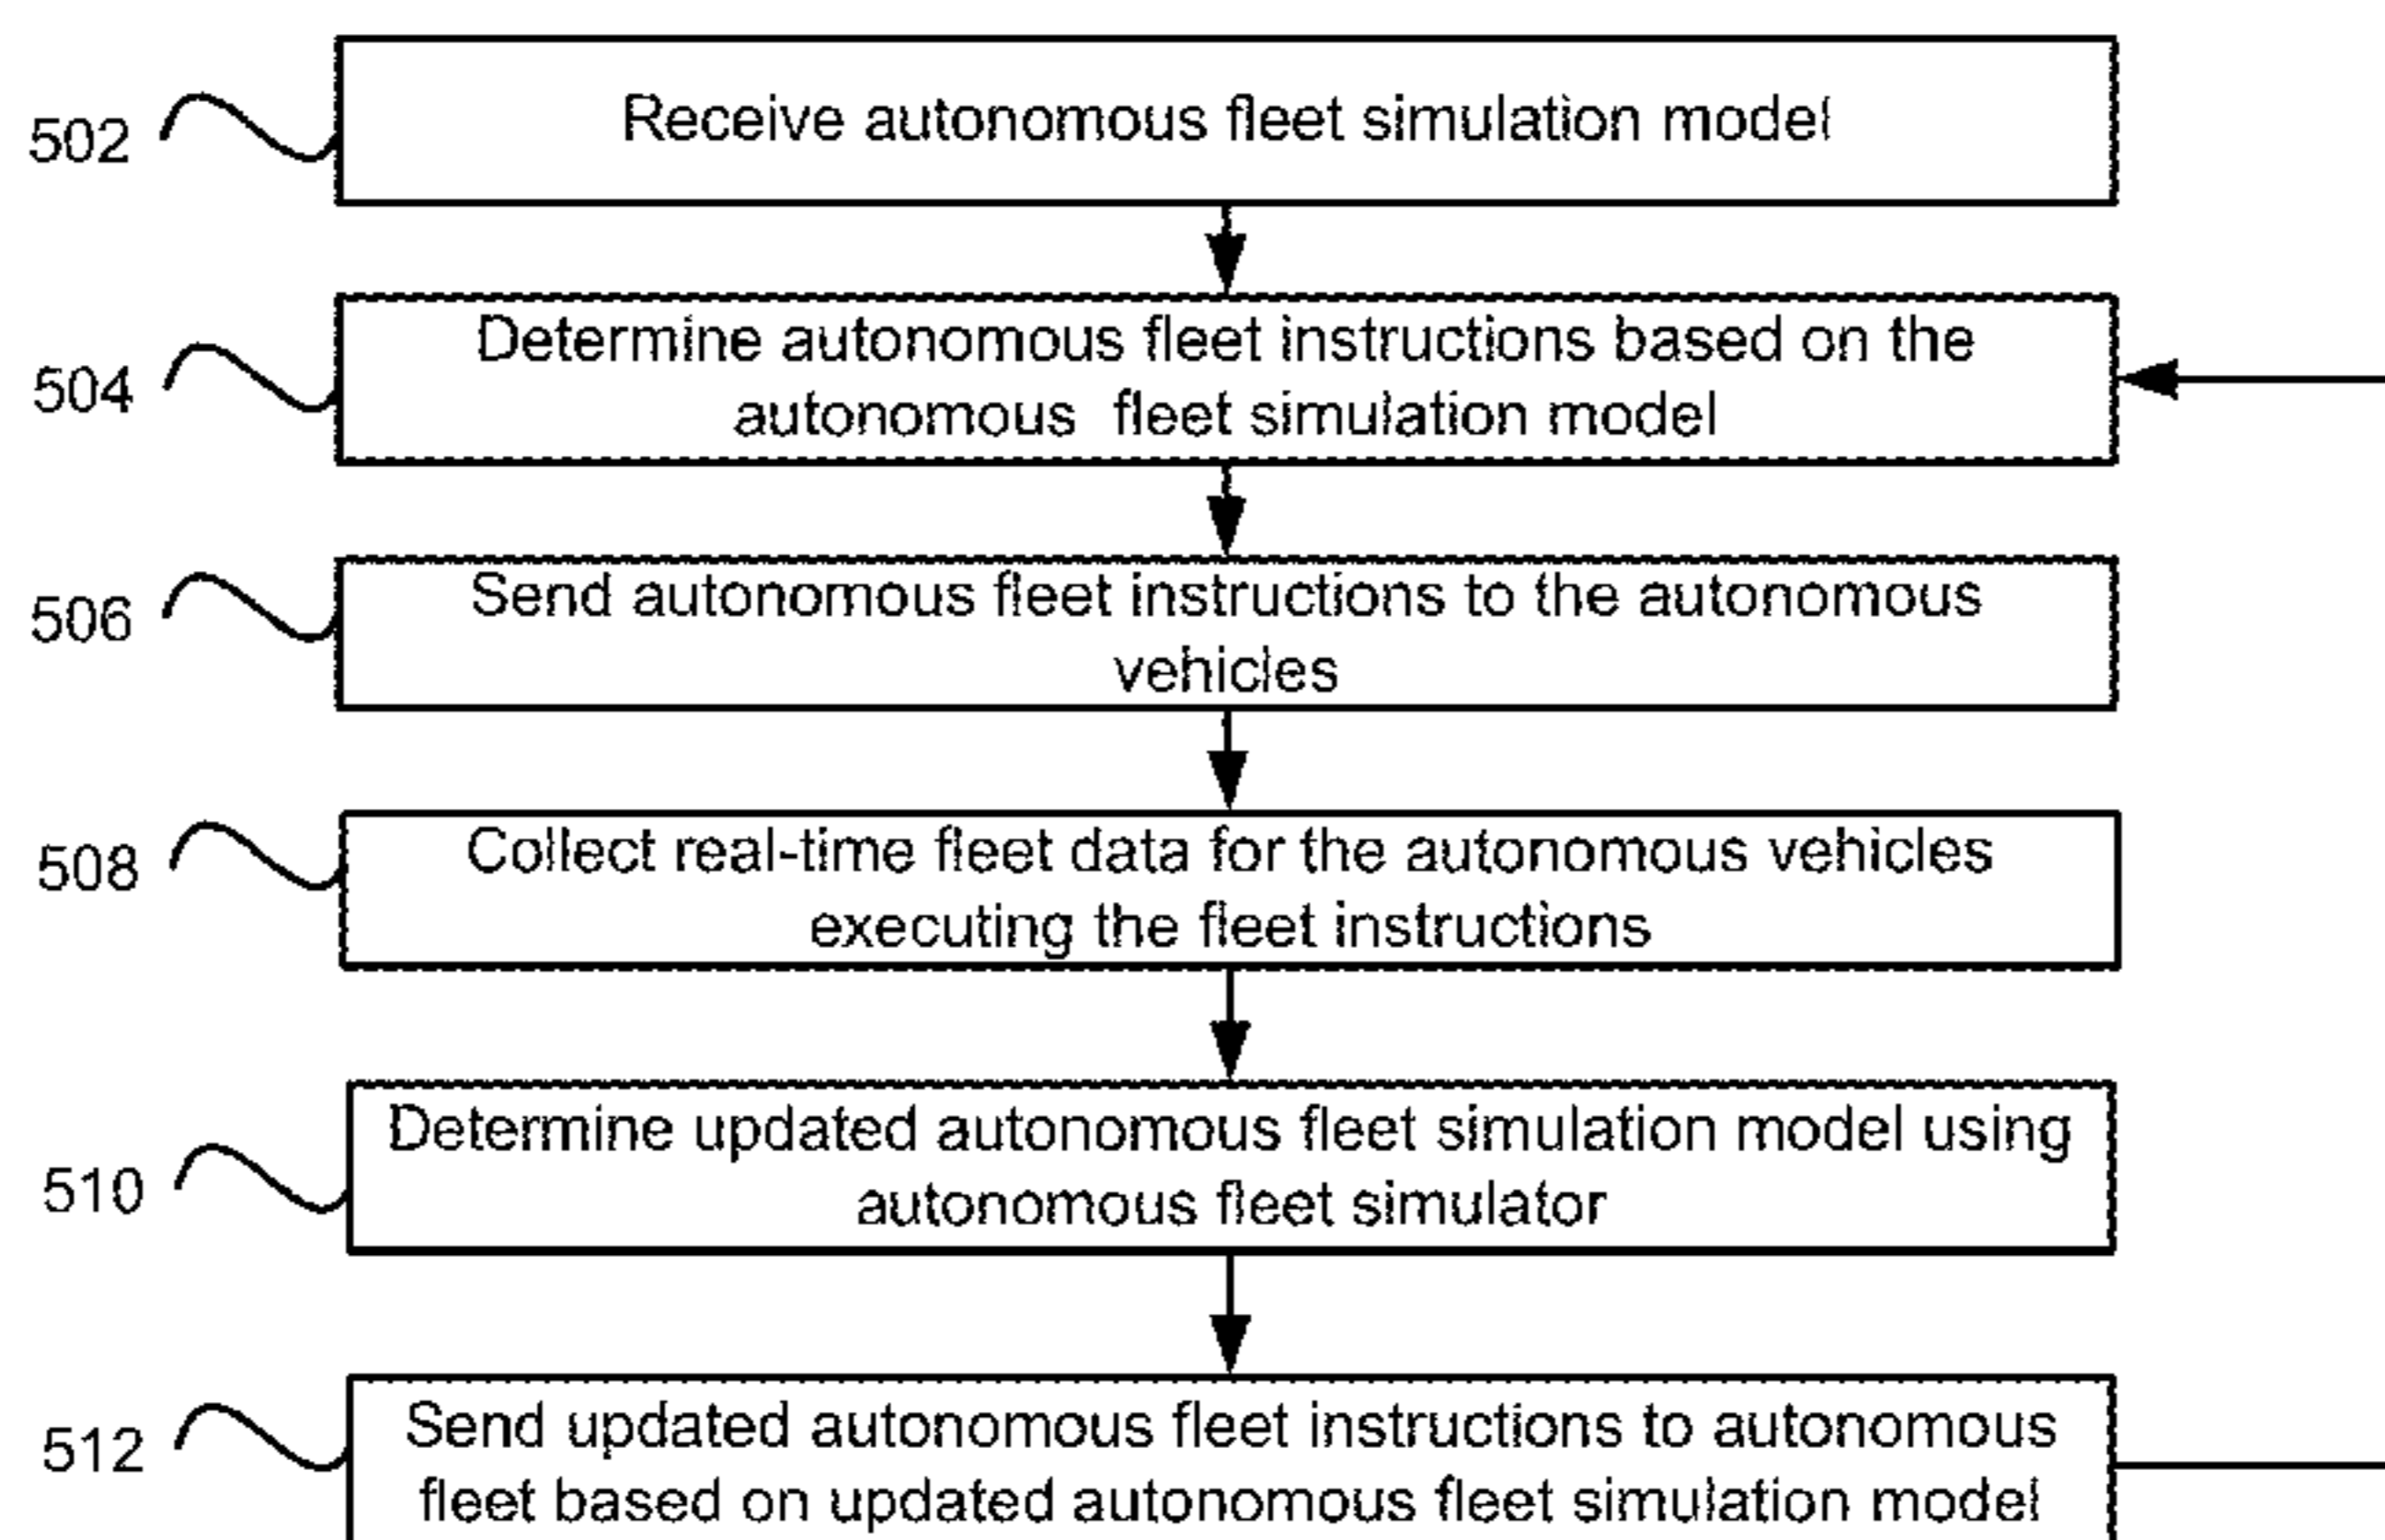 502
Receive autonomous fleet simulation model
504
Determine autonomous fleet instructions based on the
autonomous fleet simulation model
506
Send autonomous fleet instructions to the autonomous
vehicles
508
Collect real-time fleet data for the autonomous vehicles
executing the fleet instructions
510
Determine updated autonomous fleet simulation model using
autonomous fleet simulator
512
Send updated autonomous fleet instructions to autonomous
fleet based on updated autonomous fleet simulation model